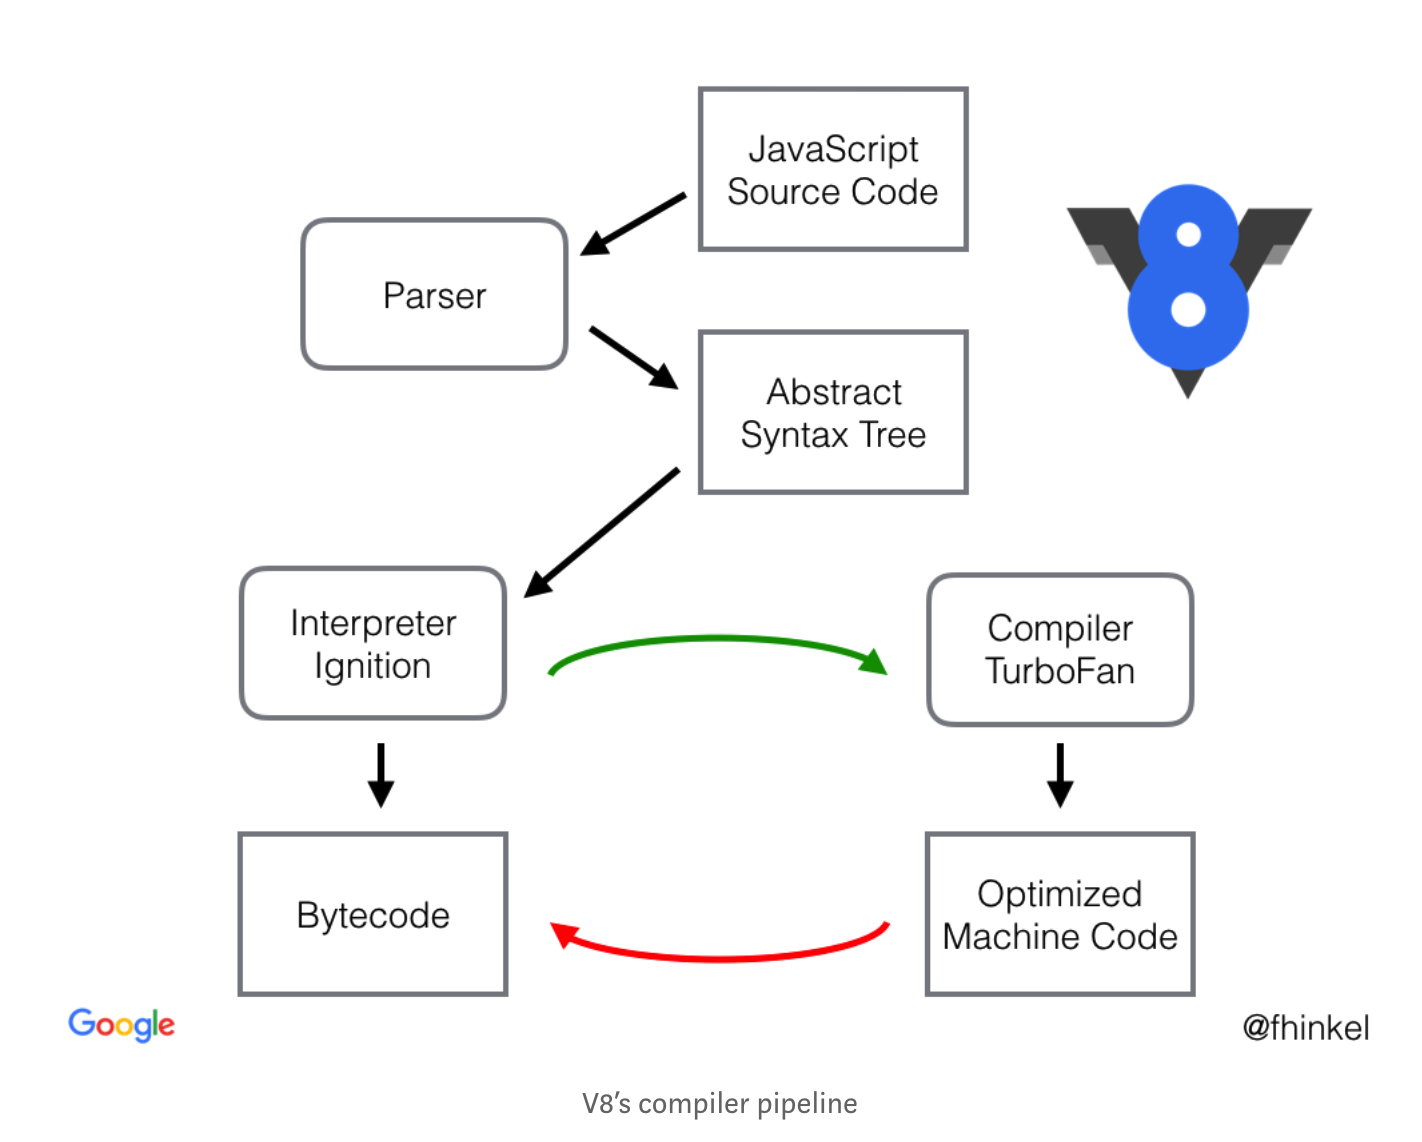 JavaScript
Source Code
Parser
Abstract
Syntax Tree
Interpreter
Ignition
Compiler
TurboFan
Bytecode
Optimized
Machine Code
8
Google
@fhinkel
V8’s compiler pipeline